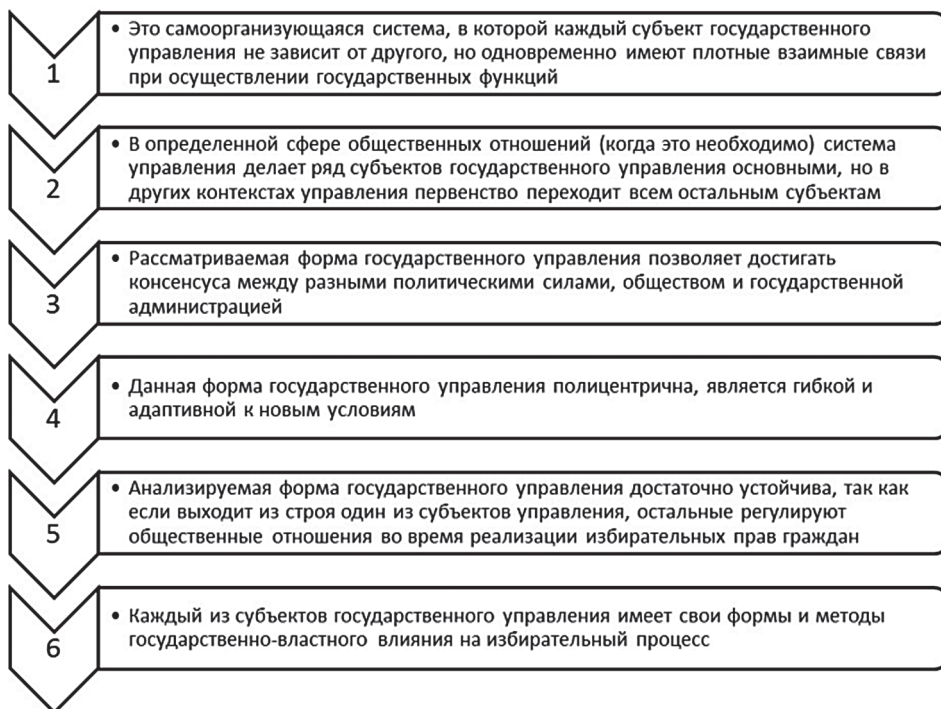 1
• Это самоорганизующаяся система, в которой каждый субъект государственного
управления не зависит от другого, но одновременно имеют плотные взаимные связи
при осуществлении государственных функций
2
• В определенной сфере общественных отношений (когда это необходимо) система
управления делает ряд субъектов государственного управления основными, но в
других контекстах управления первенство переходит всем остальным субъектам
3
• Рассматриваемая форма государственного управления позволяет достигать
консенсуса между разными политическими силами, обществом и государственной
администрацией
4
• Данная форма государственного управления полицентрична, является гибкой и
адаптивной к новым условиям
5
• Анализируемая форма государственного управления достаточно устойчива, так как
если выходит из строя один из субъектов управления, остальные регулируют
общественные отношения во время реализации избирательных прав граждан
6
• Каждый из субъектов государственного управления имеет свои формы и методы
государственно-властного влияния на избирательный процесс